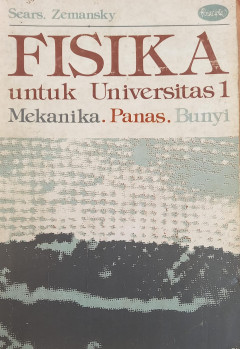 Sears. Zemansky
FISIKA
untuk Universitas 1
Mekanika. Panas. Bunyi